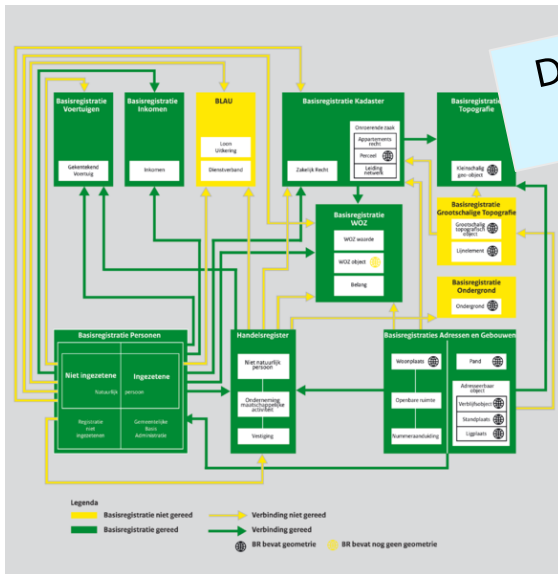 D
Basisregistratie
Voertuigen
Gekentekend
Voertuig
Basisregistratie
Inkomen
Inkomen
BLAU
Loon
Uitkering
Dienstverband
Basisregistratie Kadaster
Onroerende zaak
Appartements
recht
Perceel
Leiding
netwerk
Zakelijk Recht
Basisregistratie
Topografie
Kleinschalig
geo-object
Basisregistratie
Grootschalige Topografie
Grootschalig
topografisch
object
Lijnelement
Basisregistratie
WOZ
WOZ waarde
WOZ object
Belang
Basisregistratie
Ondergrond
Ondergrond
Basisregistratie Personen
Niet ingezetene
Ingezetene
Natuurlijk
persoon
Registratie
niet
ingezetenen
Gemeentelijke
Basis
Administratie
Handelsregister
Niet natuurlijk
persoon
Onderneming
maatschappelijke
activiteit
Vestiging
Basisregistraties Adressen en Gebouwen
Woonplaats
Openbare ruimte
Nummeraanduiding
Pand
Adresseerbaar
object
Verblijfsobject
Standplaats
Ligplaats
Legenda
Basisregistratie niet gereed
Verbinding niet gereed
Basisregistratie gereed
Verbinding gereed
BR bevat geometrie
BR bevat nog geen geometrie